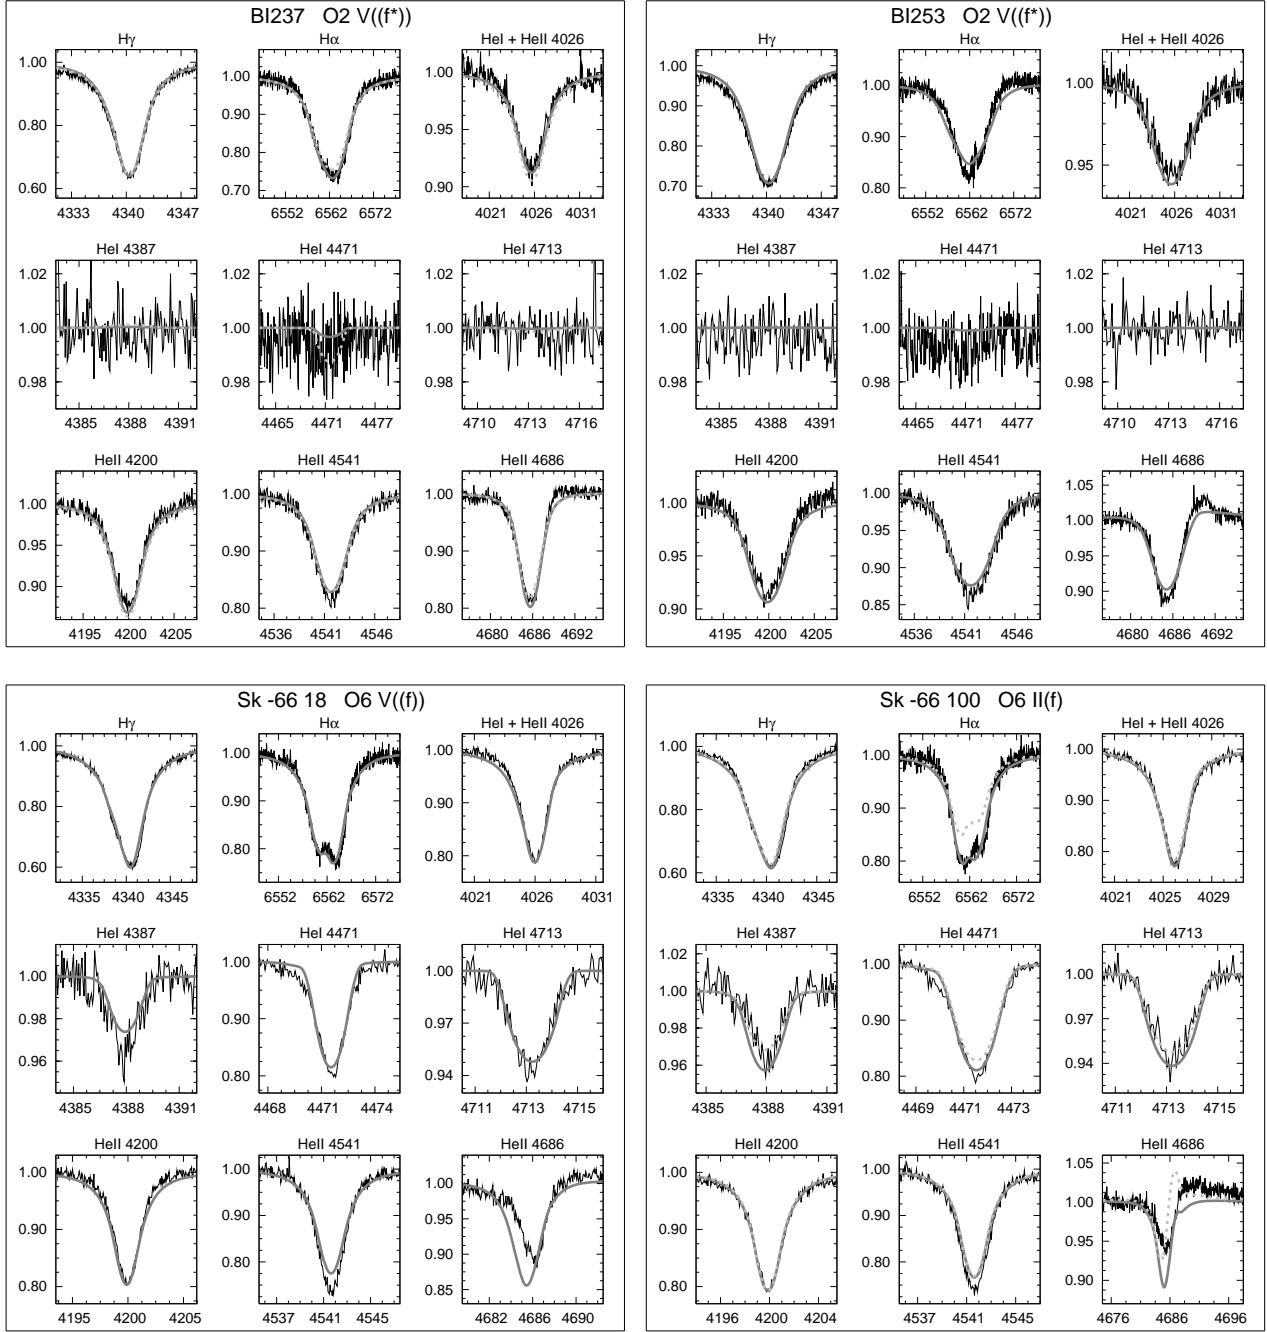 BI237 O2 V((f*))
Hγ
Hα
HeI + HeII 4026
1.00
0.80
0.60
4333 4340 4347
1.00
0.90
0.80
0.70
6552 6562 6572
1.00
0.95
0.90
4021 4026 4031
HeI 4387
HeI 4471
HeI 4713
1.02
1.00
0.98
4385 4388 4391
1.02
1.00
0.98
4465 4471 4477
1.02
1.00
0.98
4710 4713 4716
HeII 4200
HeII 4541
HeII 4686
1.00
0.95
0.90
4195 4200 4205
1.00
0.90
0.80
4536 4541 4546
1.00
0.90
0.80
4680 4686 4692
BI253 O2 V((f*))
Hγ
Hα
HeI + HeII 4026
1.00
0.90
0.80
0.70
4333 4340 4347
1.00
0.90
0.80
6552 6562 6572
1.00
0.95
4021 4026 4031
HeI 4387
HeI 4471
HeI 4713
1.02
1.00
0.98
4385 4388 4391
1.02
1.00
0.98
4465 4471 4477
1.02
1.00
0.98
4710 4713 4716
HeII 4200
HeII 4541
HeII 4686
1.00
0.95
0.90
4195 4200 4205
1.00
0.95
0.90
0.85
4536 4541 4546
1.05
1.00
0.95
0.90
4680 4686 4692
Sk -66 18 O6 V((f))
Hγ
Hα
HeI + HeII 4026
1.00
0.80
0.60
4335 4340 4345
1.00
0.90
0.80
6552 6562 6572
1.00
0.90
0.80
4021 4026 4031
HeI 4387
HeI 4471
HeI 4713
1.00
0.98
0.96
4385 4388 4391
1.00
0.90
0.80
4468 4471 4474
1.00
0.97
0.94
4711 4713 4715
HeII 4200
HeII 4541
HeII 4686
1.00
0.90
0.80
4195 4200 4205
1.00
0.90
0.80
4537 4541 4545
1.00
0.95
0.90
0.85
4682 4686 4690
Sk -66 100 O6 II(f)
Hγ
Hα
HeI + HeII 4026
1.00
0.80
0.60
4335 4340 4345
1.00
0.90
0.80
6552 6562 6572
1.00
0.90
0.80
4021 4025 4029
HeI 4387
HeI 4471
HeI 4713
1.02
1.00
0.98
0.96
4385 4388 4391
1.00
0.90
0.80
4469 4471 4473
1.00
0.97
0.94
4711 4713 4715
HeII 4200
HeII 4541
HeII 4686
1.00
0.90
0.80
4196 4200 4204
1.00
0.90
0.80
4537 4541 4545
1.05
1.00
0.95
0.90
4676 4686 4696